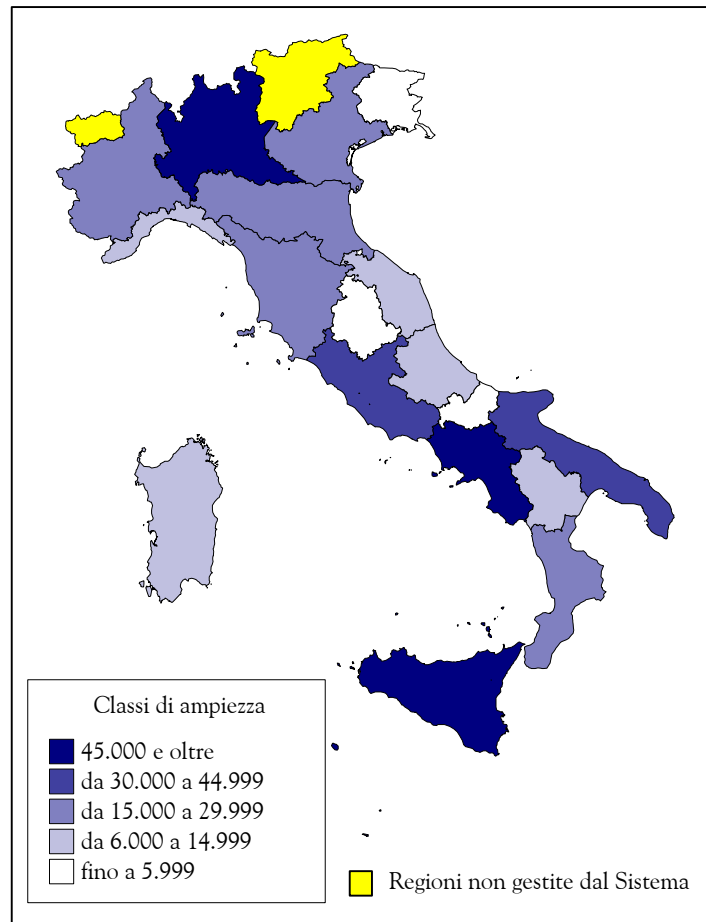 Classi di ampiezza
45.000 e oltre
da 30.000 a 44.999
da 15.000 a 29.999
da 6.000 a 14.999
fino a 5.999
Regioni non gestite dal Sistema